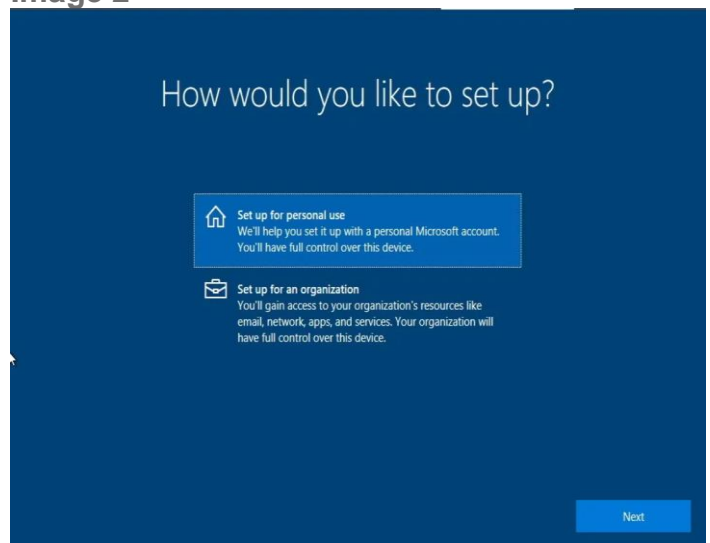 Image 2
How would you like to set up?
Set up for personal use
We'll help you set it up with a personal Microsoft account.
You'll have full control over this device.
Set up for an organization
You'll gain access to your organization's resources like
email, network, apps, and services. Your organization will
have full control over this device.
Next